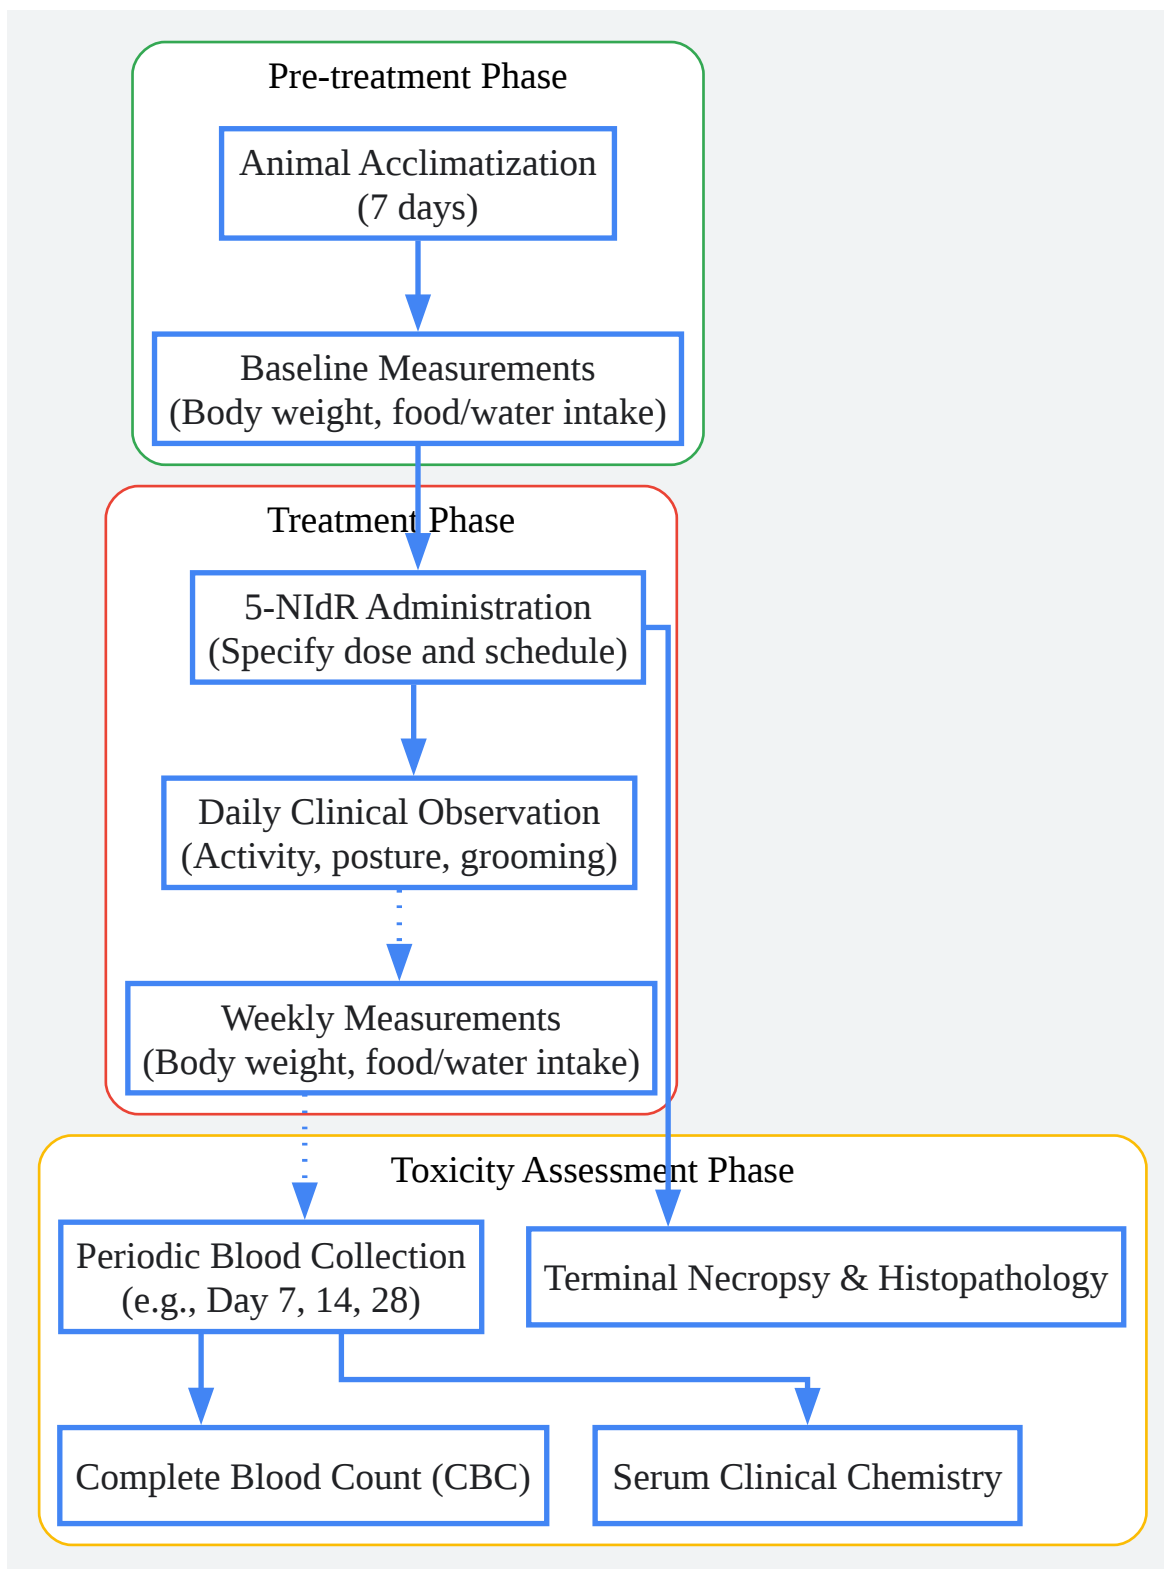 Pre-treatment Phase
Animal Acclimatization
(7 days)
Baseline Measurements
(Body weight, food/water intake)
Treatment Phase
5-NIdR Administration
(Specify dose and schedule)
Daily Clinical Observation
(Activity, posture, grooming)
Weekly Measurements
(Body weight, food/water intake)
Toxicity Assessment Phase
Periodic Blood Collection
(e.g., Day 7, 14, 28)
Terminal Necropsy & Histopathology
Complete Blood Count (CBC)
Serum Clinical Chemistry